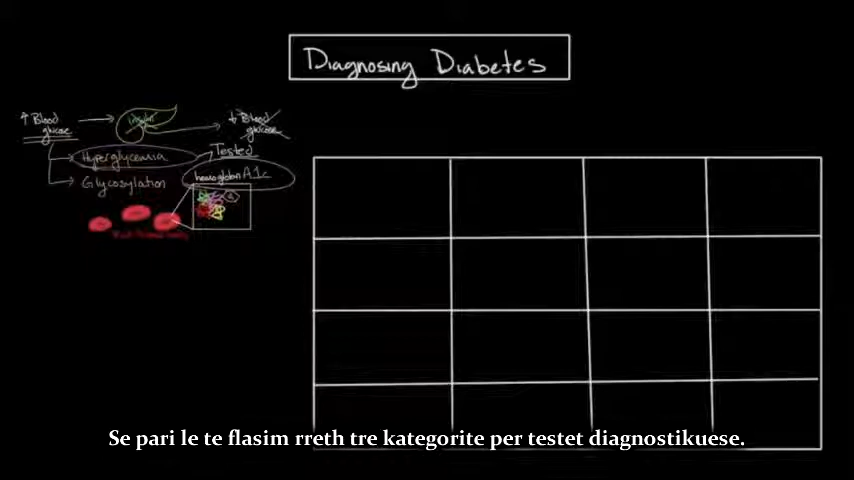 Diagnosing Diabetes
↑ Blood glucose
insulin
↓ Blood glucose
Hyperglycemia
Tested
Glycosylation
hemoglobin A1c
Se pari le te flasim rreth tre kategorite per testet diagnostikuese.